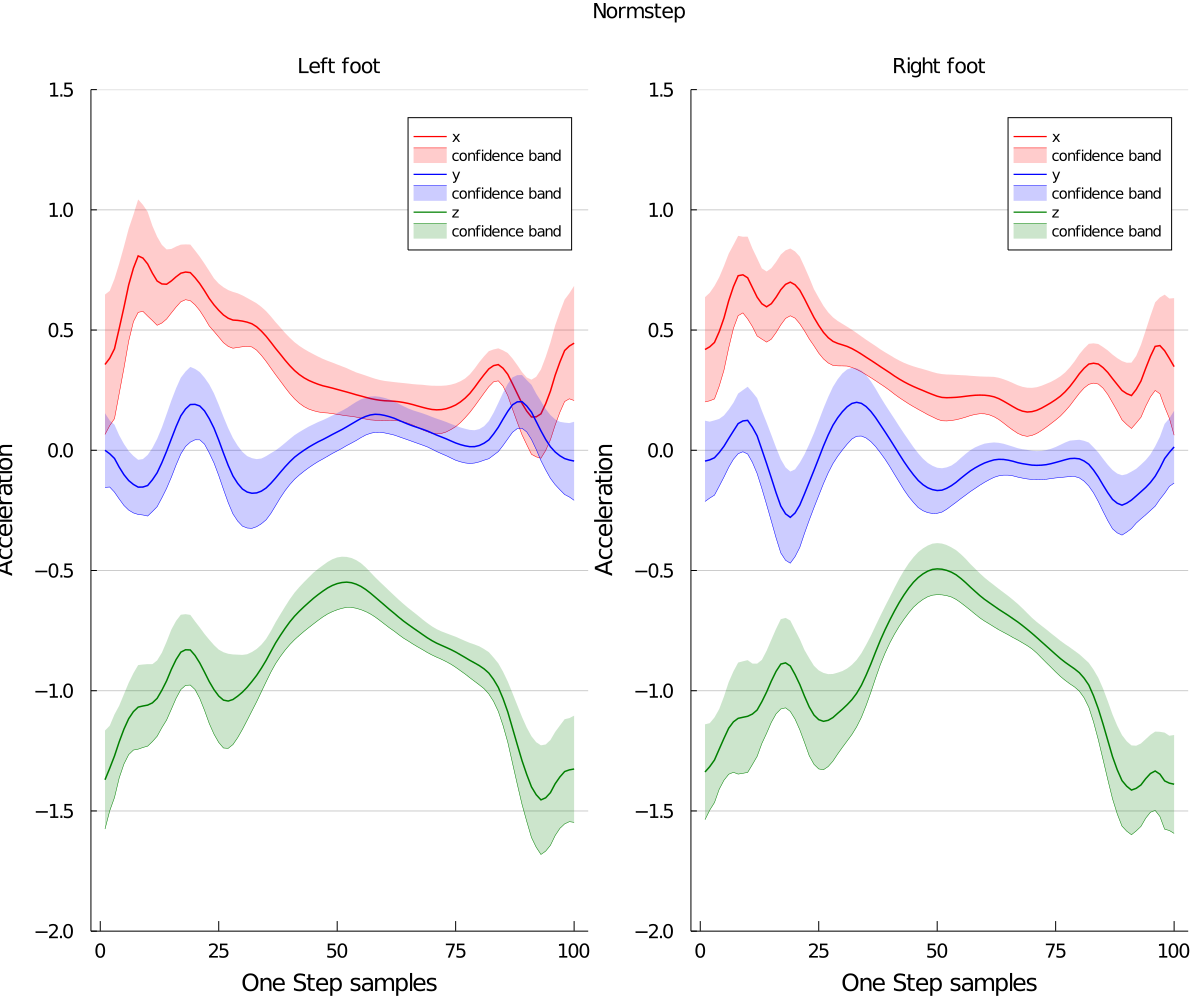 Normstep
Left foot
1.5
1.0
0.5
0.0
−0.5
−1.0
−1.5
−2.0
0 25 50 75 100
Acceleration
One Step samples
x
confidence band
y
confidence band
z
confidence band
Right foot
1.5
1.0
0.5
0.0
−0.5
−1.0
−1.5
−2.0
0 25 50 75 100
Acceleration
One Step samples
x
confidence band
y
confidence band
z
confidence band